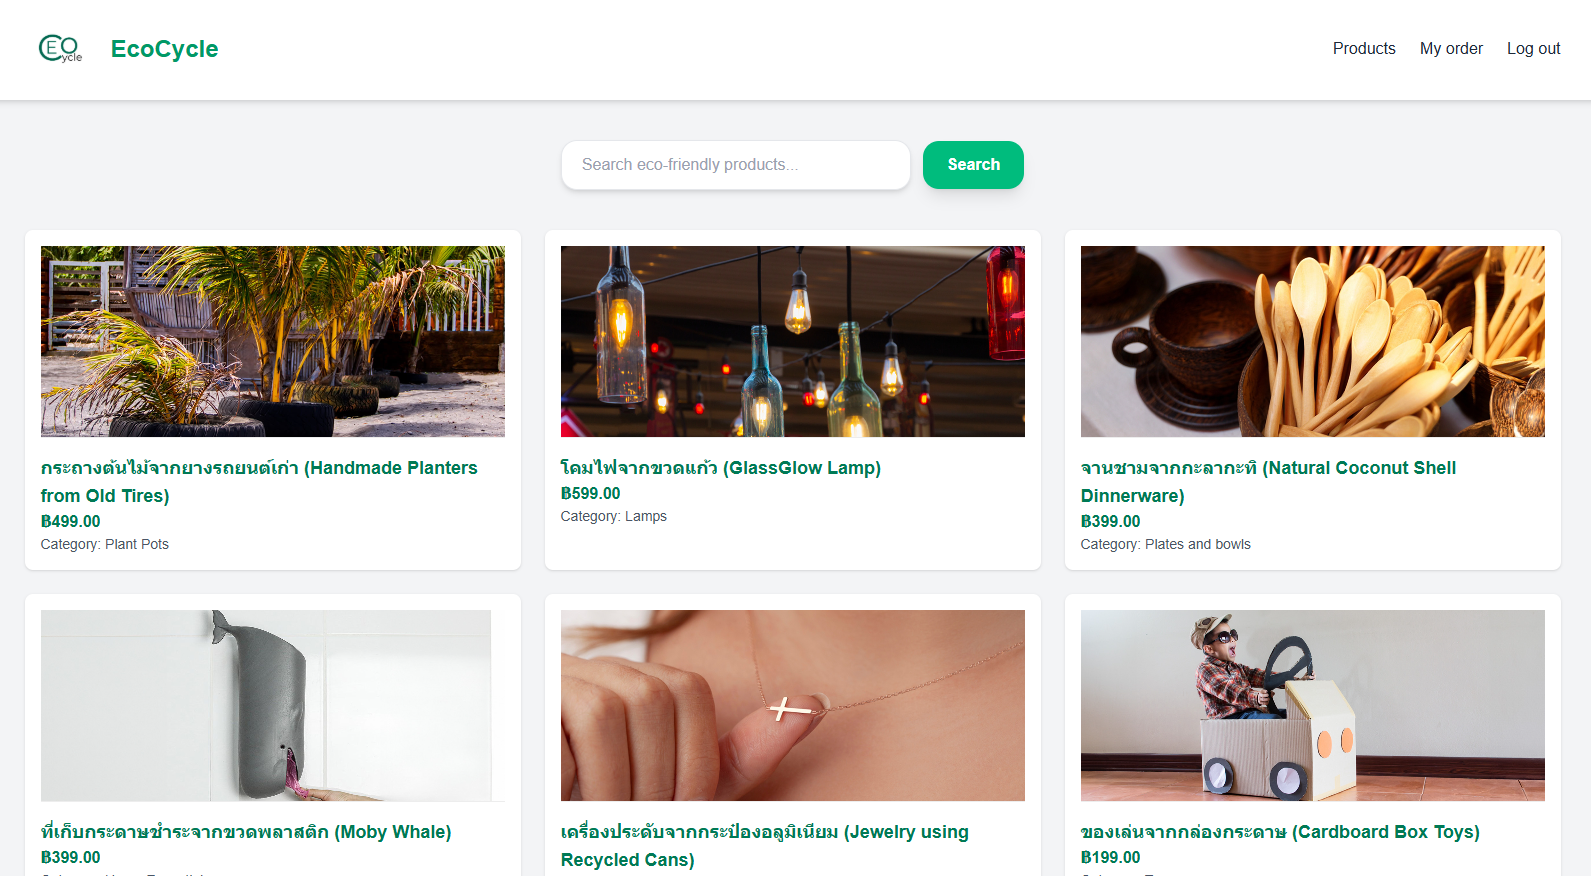 EO
ycle
EcoCycle
Products
My order
Log out
Search eco-friendly products...
Search
กระถางต้นไม้จากยางรถยนต์เก่า (Handmade Planters
from Old Tires)
฿499.00
Category: Plant Pots
โคมไฟจากขวดแก้ว (GlassGlow Lamp)
฿599.00
Category: Lamps
จานชามจากกะลากะทิ (Natural Coconut Shell
Dinnerware)
฿399.00
Category: Plates and bowls
ที่เก็บกระดาษชำระจากขวดพลาสติก (Moby Whale)
฿399.00
เครื่องประดับจากกระป๋องอลูมิเนียม (Jewelry using
Recycled Cans)
ของเล่นจากกล่องกระดาษ (Cardboard Box Toys)
฿199.00